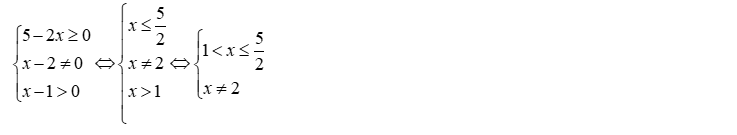 {5−2x≥0 ⇔ {x≤5/2 ⇔ {1<x≤5/2
x−2≠0 x≠2 x≠2
x−1>0 x>1